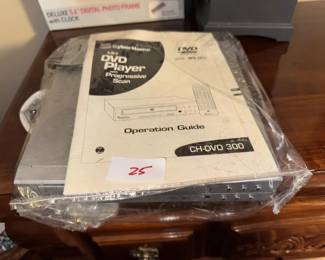 DELUXE 5.6" DIGITAL PHOTO FRAME
with CLOCK
CyberHome
DVD
DVD
Player
Progressive
Scan
Operation Guide
CH-DVD 300
25